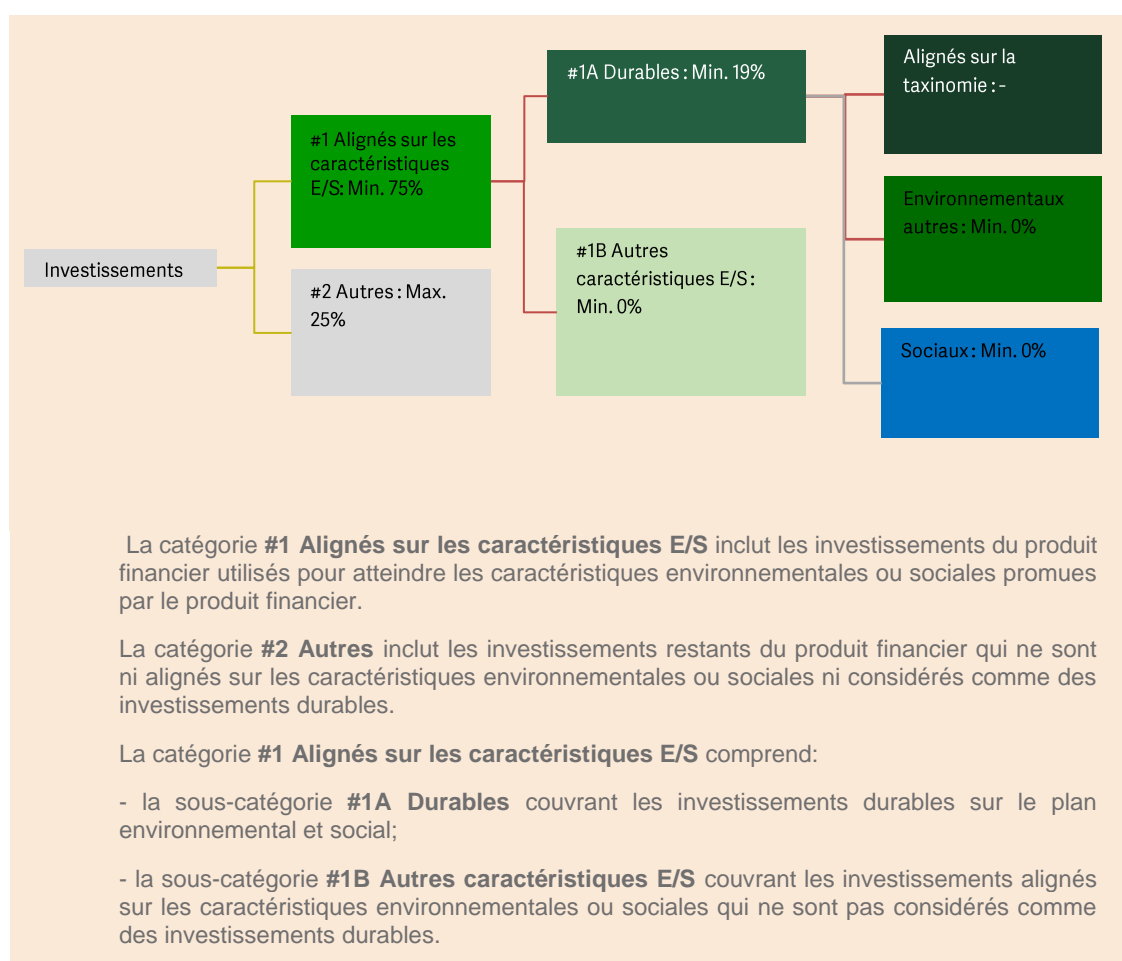 Investissements
#1 Alignés sur les
caractéristiques
E/S: Min. 75%
#2 Autres : Max.
25%
#1A Durables : Min. 19%
#1B Autres
caractéristiques E/S :
Min. 0%
Alignés sur la
taxinomie : -
Environnementaux
autres : Min. 0%
Sociaux : Min. 0%
La catégorie #1 Alignés sur les caractéristiques E/S inclut les investissements du produit
financier utilisés pour atteindre les caractéristiques environnementales ou sociales promues
par le produit financier.
La catégorie #2 Autres inclut les investissements restants du produit financier qui ne sont
ni alignés sur les caractéristiques environnementales ou sociales ni considérés comme des
investissements durables.
La catégorie #1 Alignés sur les caractéristiques E/S comprend:
- la sous-catégorie #1A Durables couvrant les investissements durables sur le plan
environnemental et social;
- la sous-catégorie #1B Autres caractéristiques E/S couvrant les investissements alignés
sur les caractéristiques environnementales ou sociales qui ne sont pas considérés comme
des investissements durables.